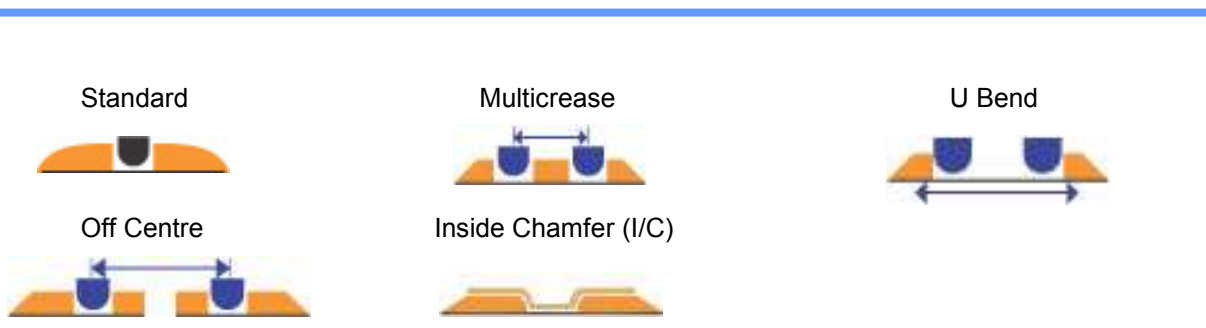 Standard
Multicrease
U Bend
Off Centre
Inside Chamfer (I/C)